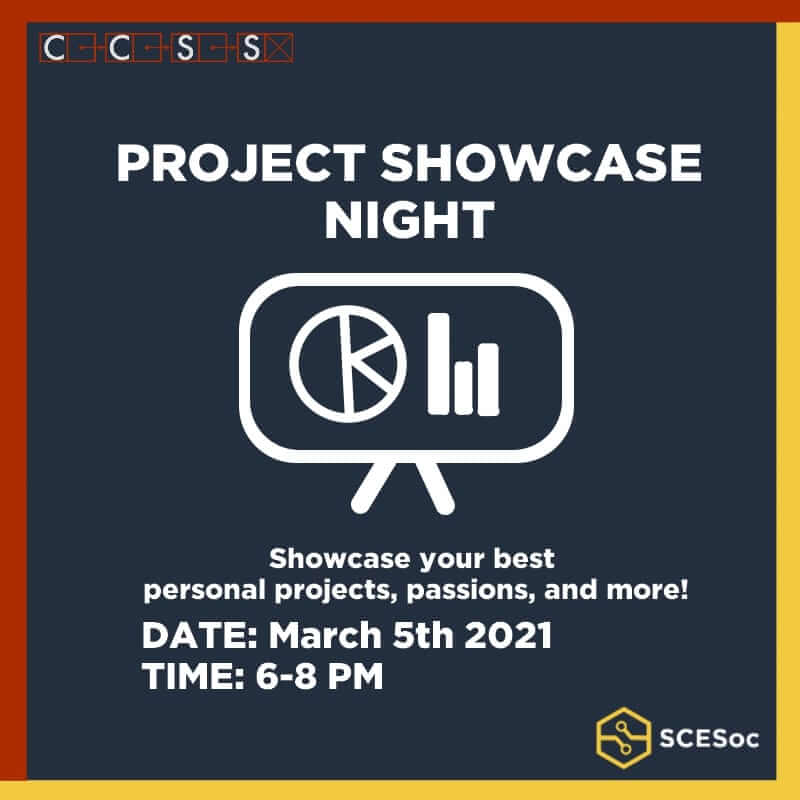 CCSS
PROJECT SHOWCASE
NIGHT
Showcase your best
personal projects, passions, and more!
DATE: March 5th 2021
TIME: 6-8 PM
SCESoc